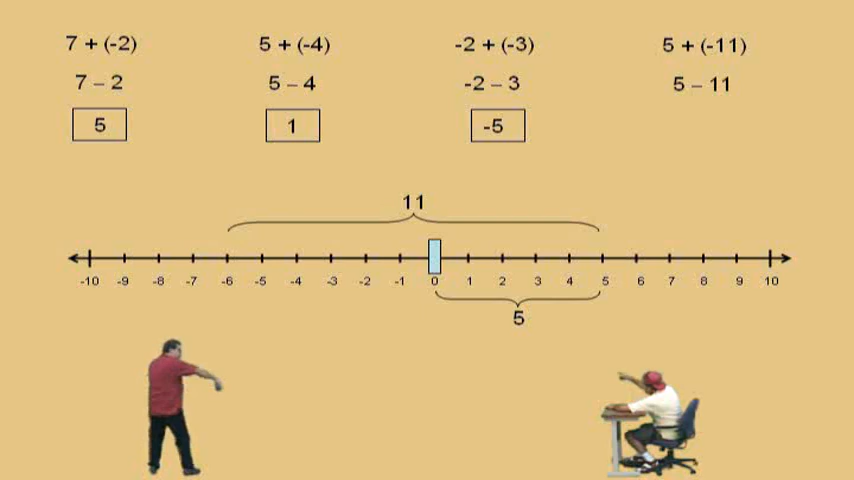 7 + (-2)
5 + (-4)
-2 + (-3)
5 + (-11)
7 – 2
5 – 4
-2 – 3
5 – 11
5
1
-5
11
-10 -9 -8 -7 -6 -5 -4 -3 -2 -1 0 1 2 3 4 5 6 7 8 9 10
5